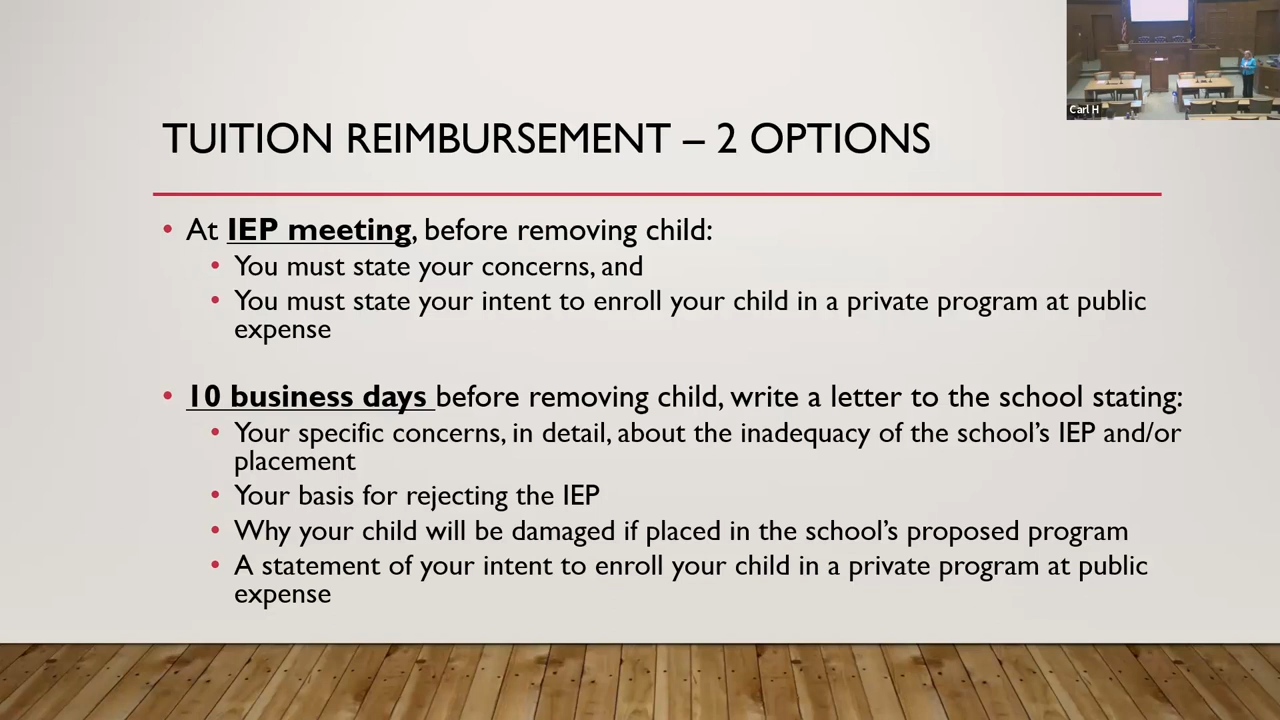 Carl H
TUITION REIMBURSEMENT – 2 OPTIONS
• At IEP meeting, before removing child:
• You must state your concerns, and
• You must state your intent to enroll your child in a private program at public
expense
• 10 business days before removing child, write a letter to the school stating:
• Your specific concerns, in detail, about the inadequacy of the school's IEP and/or
placement
• Your basis for rejecting the IEP
• Why your child will be damaged if placed in the school's proposed program
• A statement of your intent to enroll your child in a private program at public
expense